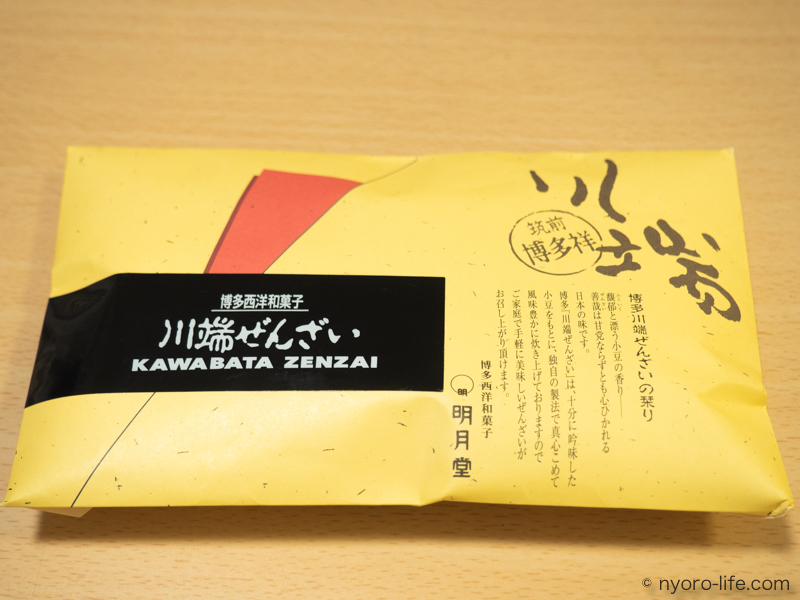 川端
筑前
博多祥
博多川端ぜんざいの栞り
馥郁と漂う小豆の香り――
善哉は甘党ならずとも心ひかれる
日本の味です。
博多「川端ぜんざい」は、十分に吟味した
小豆をもとに、独自の製法で真心こめて
風味豊かに炊き上げておりますので
ご家庭で手軽に美味しいぜんざいが
お召し上がり頂けます。
博多西洋和菓子
明
明月堂
博多西洋和菓子
川端ぜんざい
KAWABATA ZENZAI
© nyoro-life.com